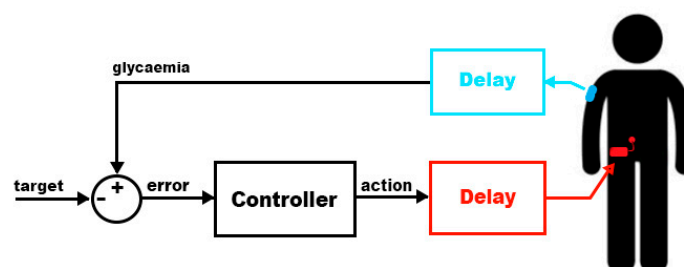 glycaemia
Delay
target
- +
error
Controller
action
Delay